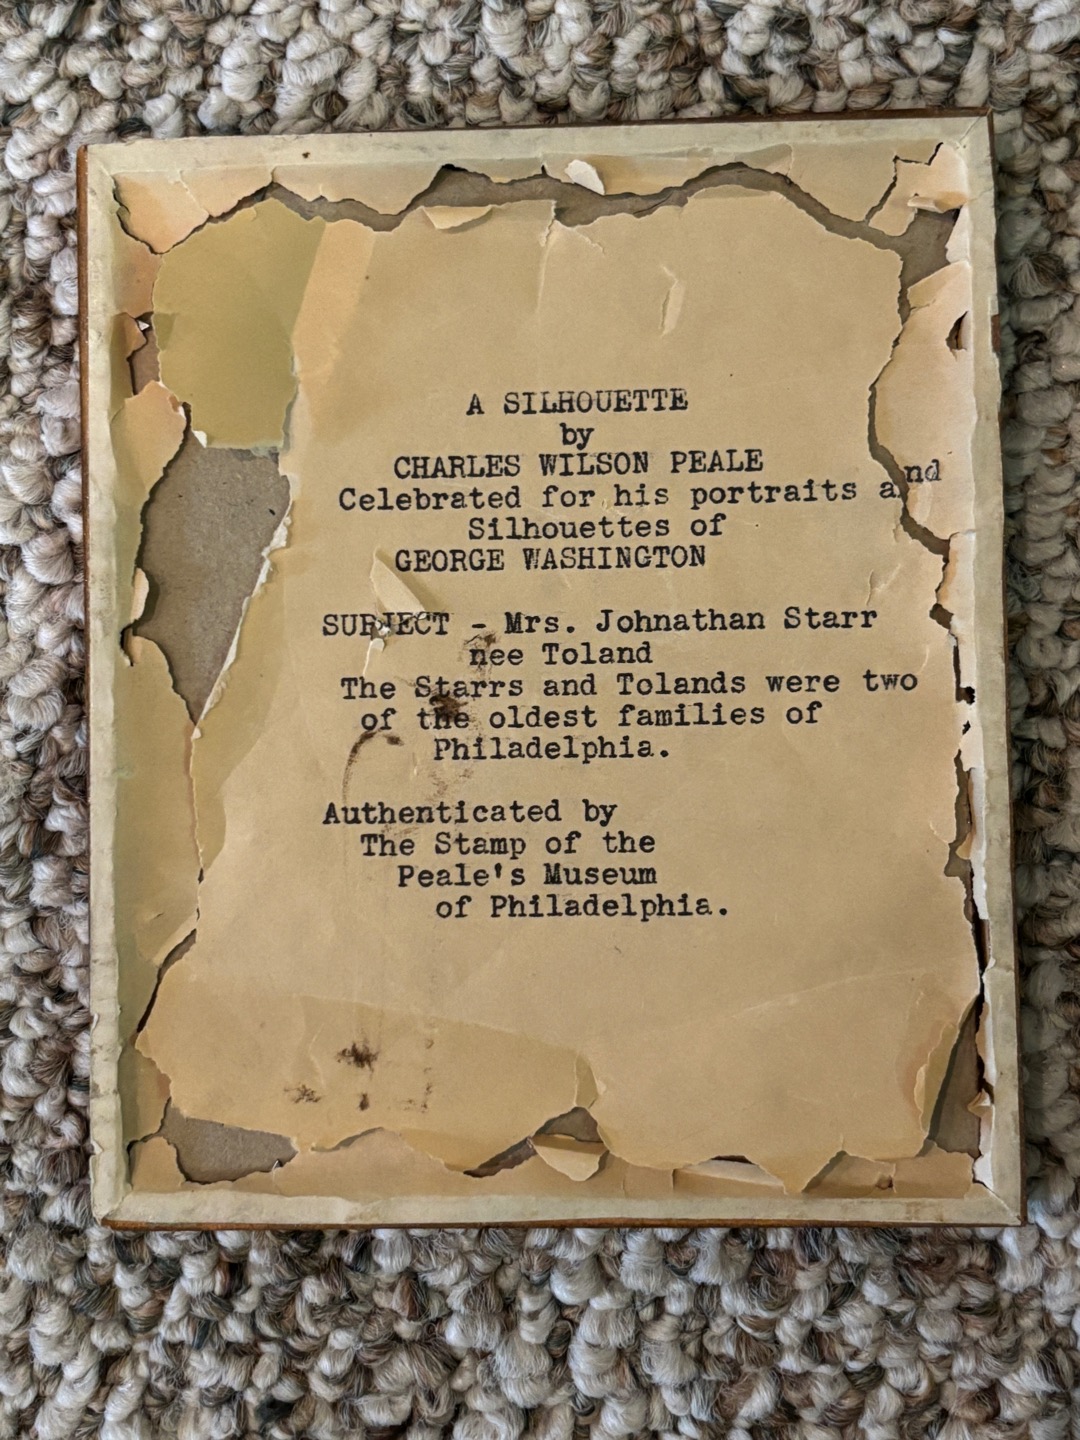 A SILHOUETTE
by
CHARLES WILSON PEALE
Celebrated for his portraits and
Silhouettes of
GEORGE WASHINGTON
SUBJECT - Mrs. Johnathan Starr
nee Toland
The Starrs and Tolands were two
of the oldest families of
Philadelphia.
Authenticated by
The Stamp of the
Peale's Museum
of Philadelphia.